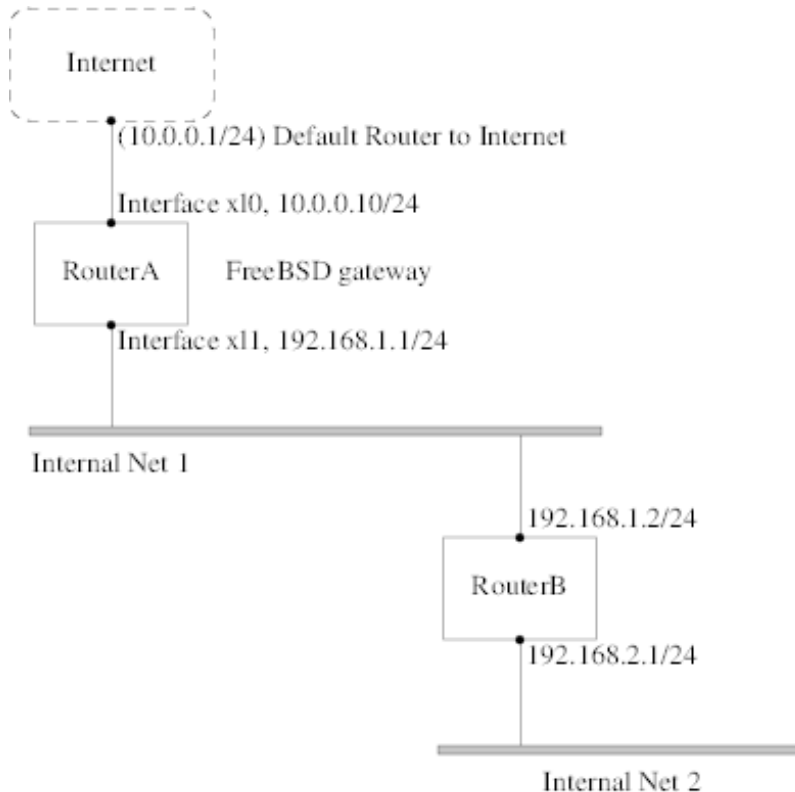 Internet
(10.0.0.1/24) Default Router to Internet
Interface xl0, 10.0.0.10/24
RouterA
FreeBSD gateway
Interface xl1, 192.168.1.1/24
Internal Net 1
192.168.1.2/24
RouterB
192.168.2.1/24
Internal Net 2